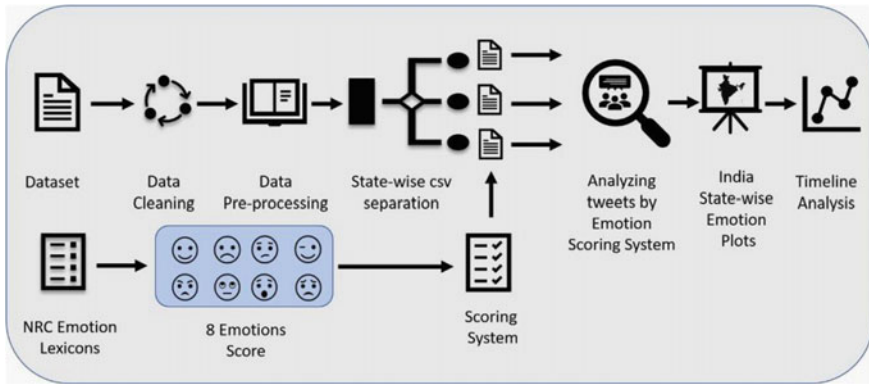 Dataset
Data
Cleaning
Data
Pre-processing
State-wise csv
separation
Analyzing
tweets by
Emotion
Scoring System
India
State-wise
Emotion
Plots
Timeline
Analysis
NRC Emotion
Lexicons
8 Emotions
Score
Scoring
System